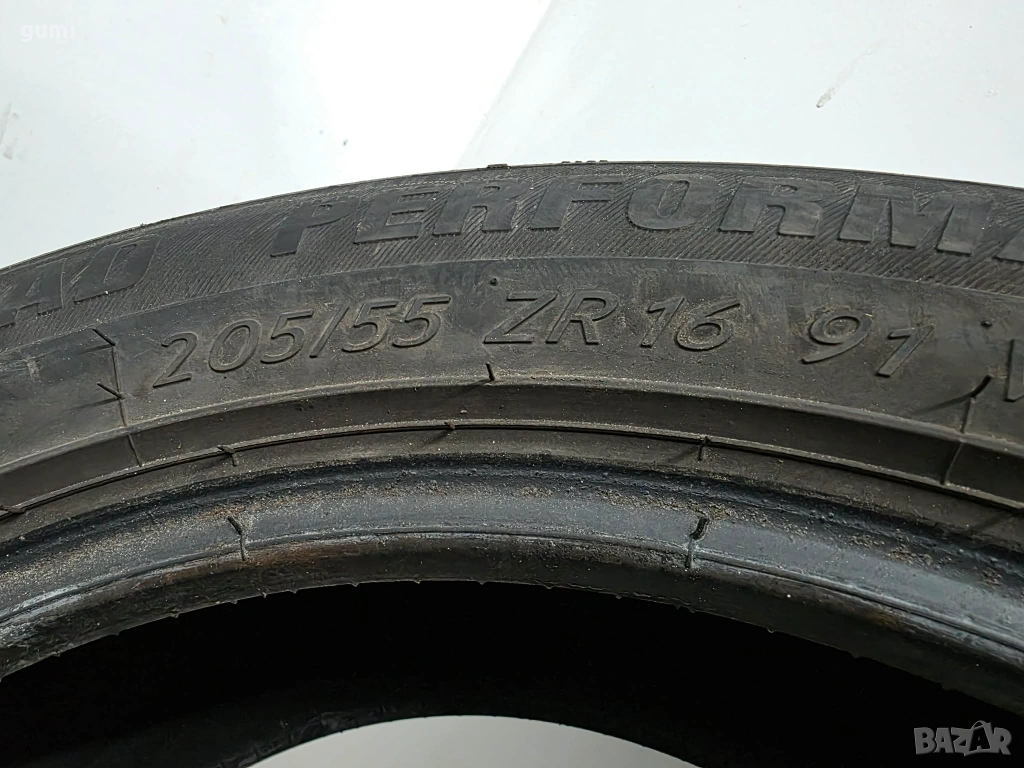 gumi
PERFORM
205/55 ZR 16 91
BAZAR